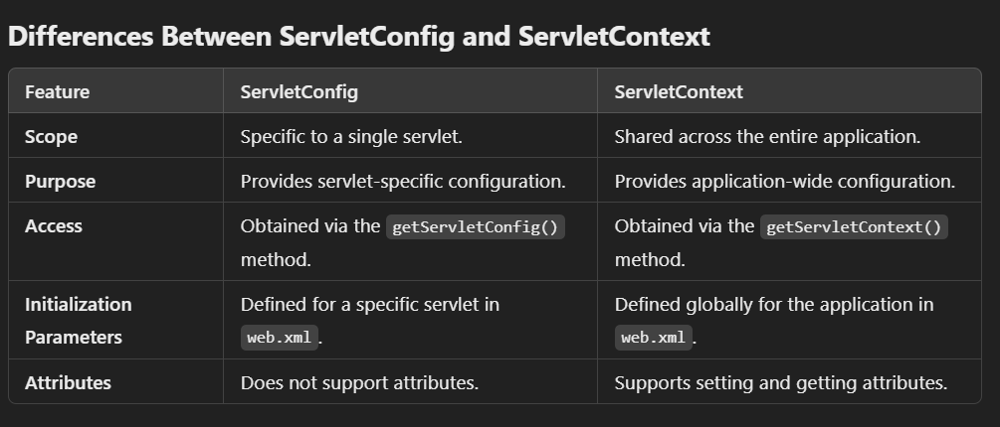 Differences Between ServletConfig and ServletContext
Feature ServletConfig ServletContext
Scope Specific to a single servlet. Shared across the entire application.
Purpose Provides servlet-specific configuration. Provides application-wide configuration.
Access Obtained via the getServletConfig() Obtained via the getServletContext()
method. method.
Initialization Defined for a specific servlet in Defined globally for the application in
Parameters web.xml. web.xml.
Attributes Does not support attributes. Supports setting and getting attributes.